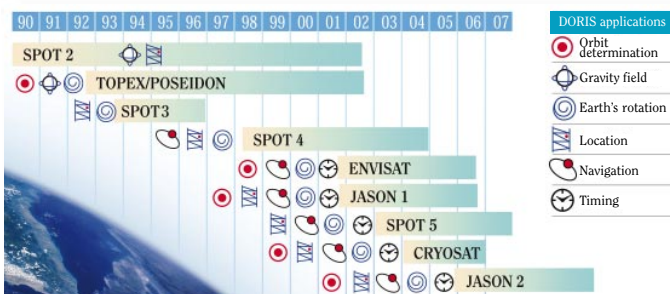 90 91 92 93 94 95 96 97 98 99 00 01 02 03 04 05 06 07
SPOT 2
TOPEX/POSEIDON
SPOT3
SPOT 4
ENVISAT
JASON 1
SPOT 5
CRYOSAT
JASON 2
DORIS applications
Orbit
determination
Gravity field
Earth's rotation
Location
Navigation
Timing